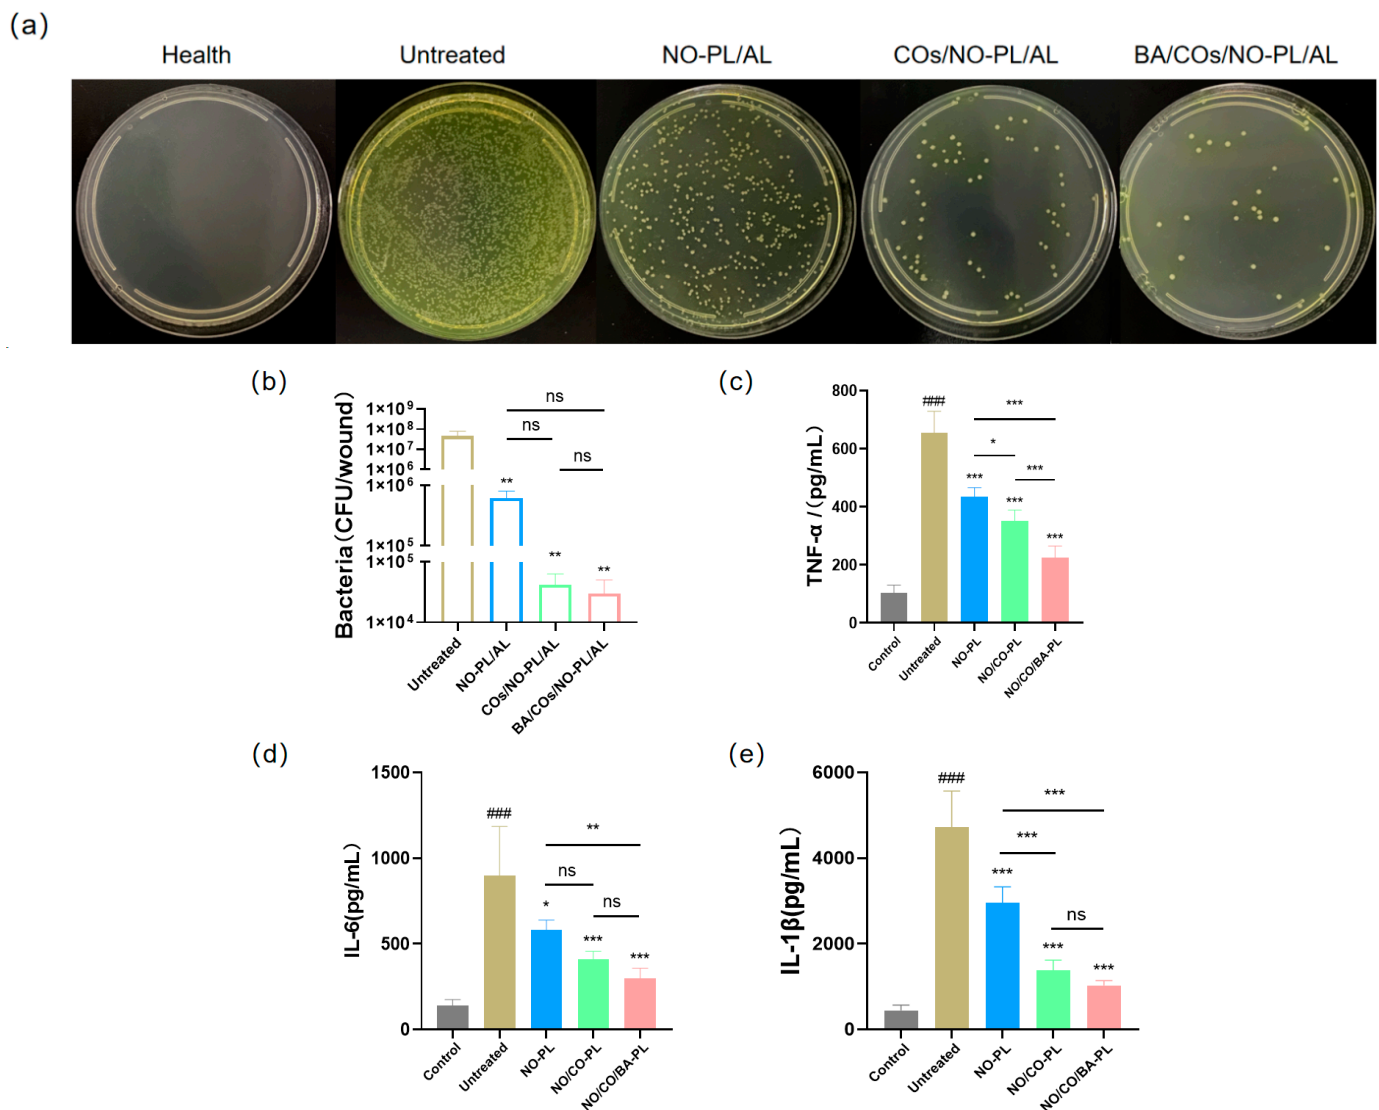 (a)
Health Untreated NO-PL/AL COs/NO-PL/AL BA/COs/NO-PL/AL
(b)
Bacteria(CFU/wound)
1×10⁹
1×10⁸
1×10⁷
1×10⁶
1×10⁶
1×10⁵
1×10⁵
1×10⁴
ns
ns
ns
**
**
**
Untreated
NO-PL/AL
COs/NO-PL/AL
BA/COs/NO-PL/AL
(c)
TNF-α /(pg/mL)
800
600
400
200
0
###
***
*
***
***
***
***
Control
Untreated
NO-PL
NO/CO-PL
NO/CO/BA-PL
(d)
IL-6(pg/mL)
1500
1000
500
0
###
**
ns
ns
*
***
***
Control
Untreated
NO-PL
NO/CO-PL
NO/CO/BA-PL
(e)
IL-1β(pg/mL)
6000
4000
2000
0
###
***
***
***
ns
***
***
Control
Untreated
NO-PL
NO/CO-PL
NO/CO/BA-PL